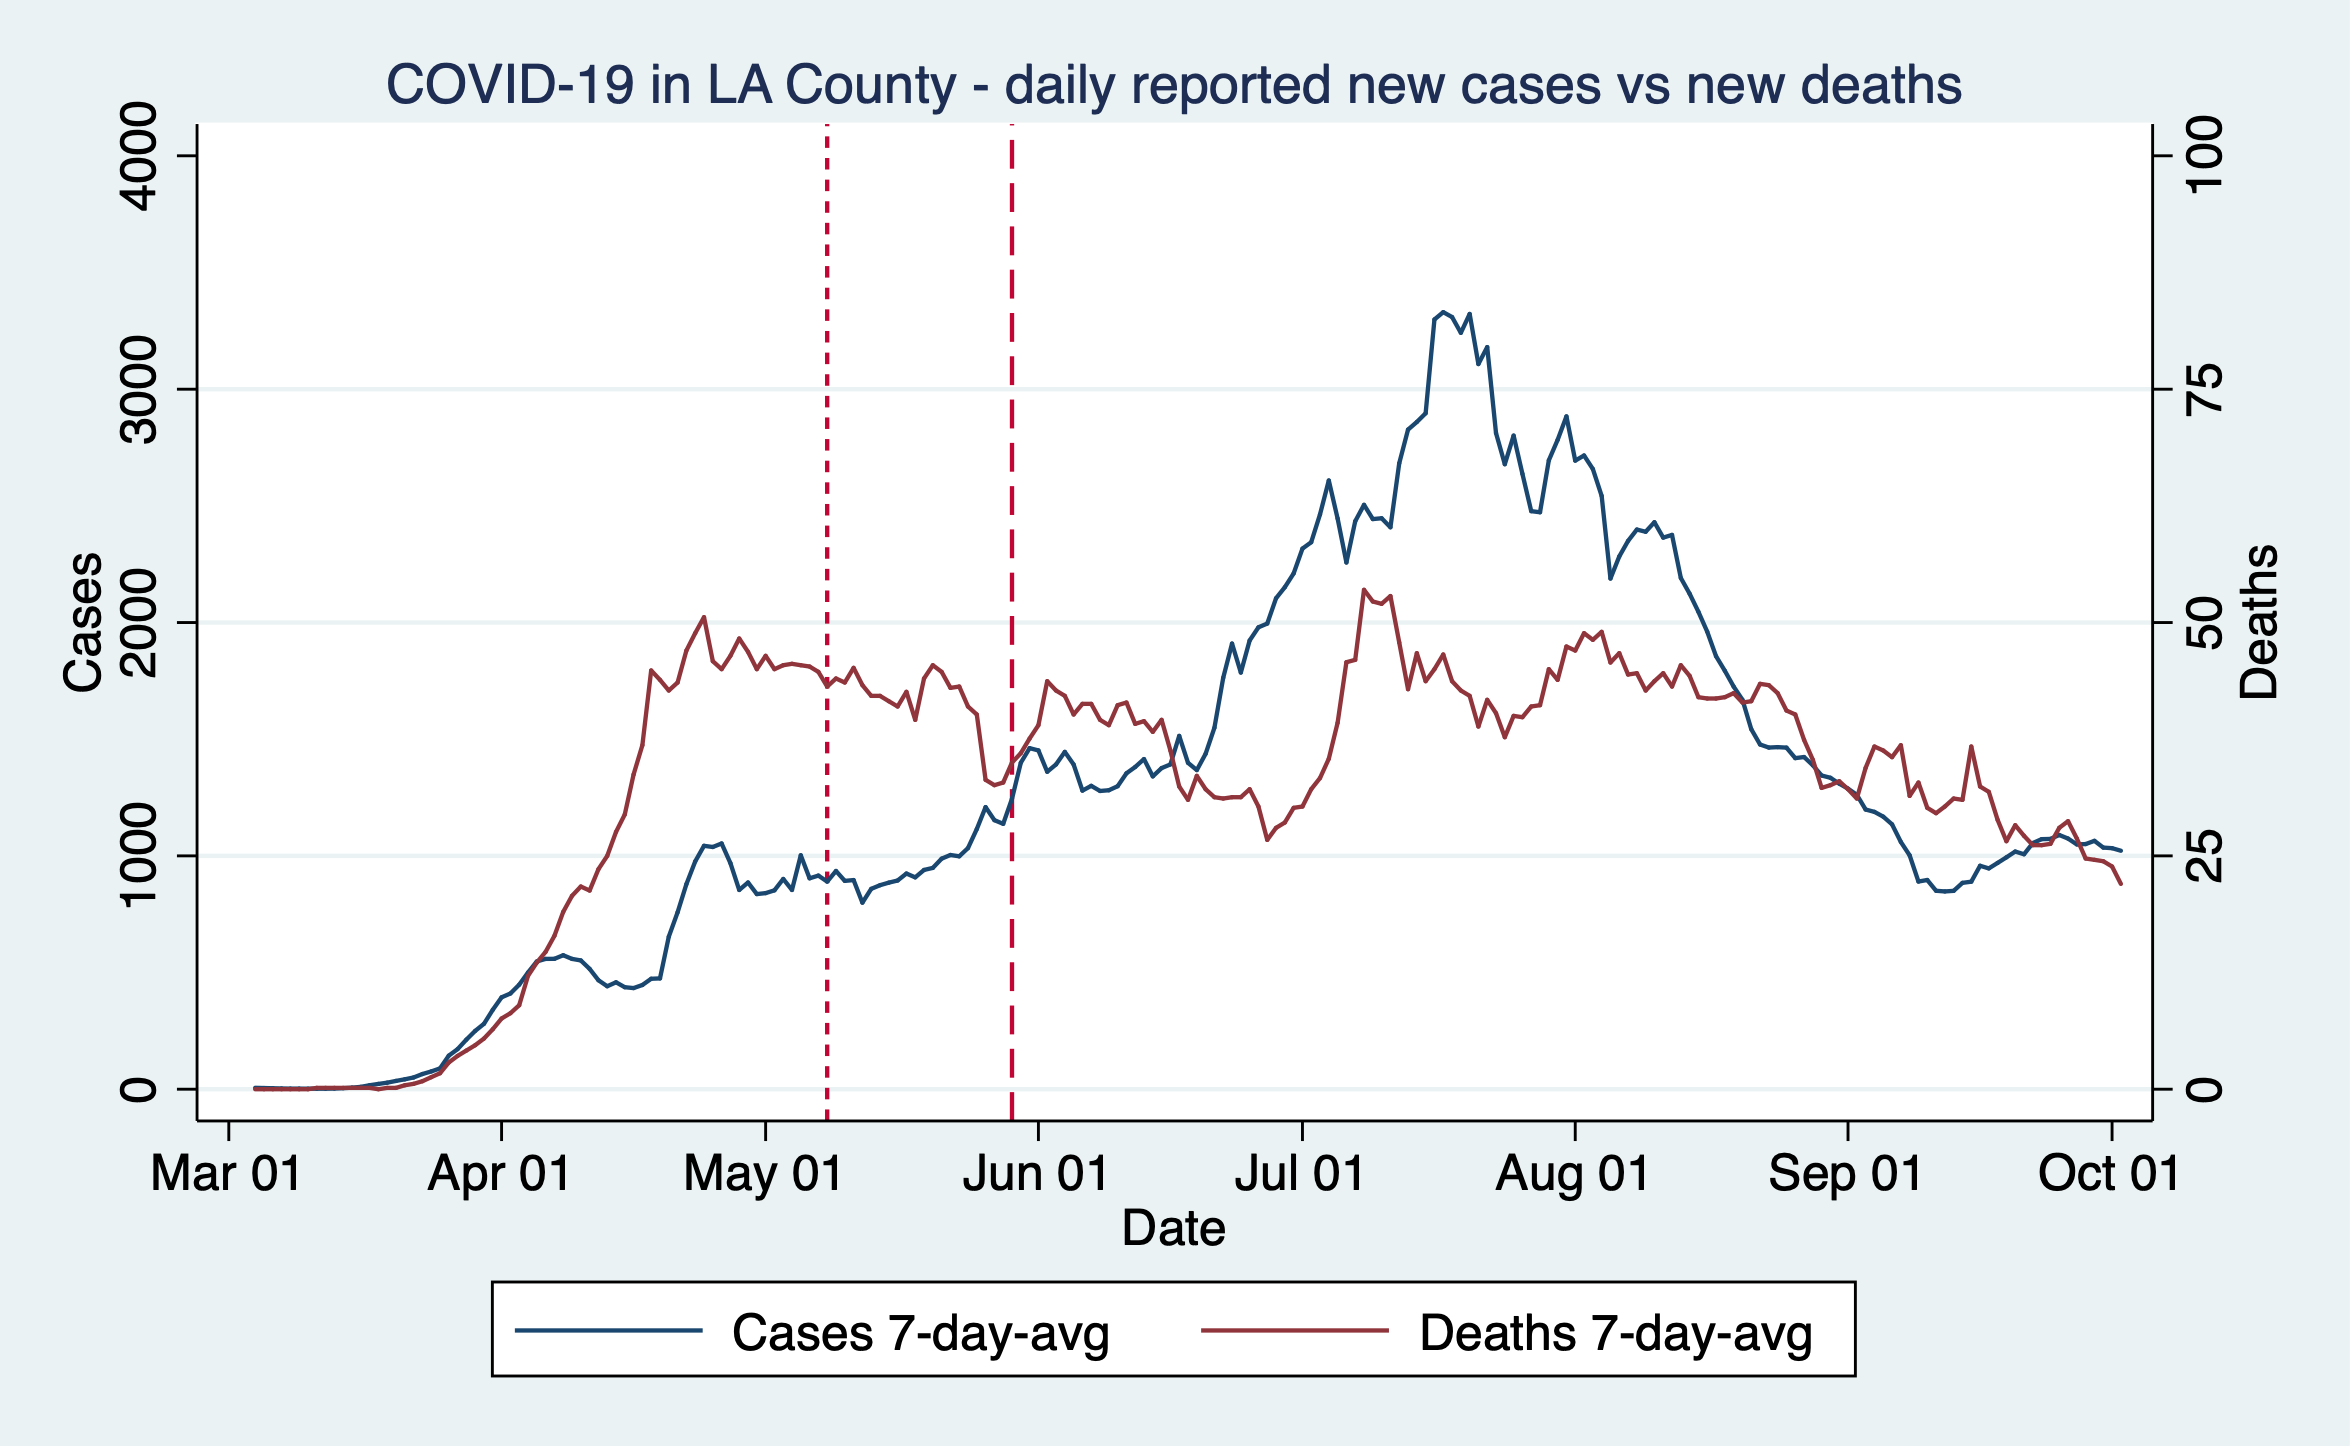 COVID-19 in LA County - daily reported new cases vs new deaths
4000
3000
2000
1000
0
Cases
100
75
50
25
0
Deaths
Mar 01 Apr 01 May 01 Jun 01 Jul 01 Aug 01 Sep 01 Oct 01
Date
Cases 7-day-avg Deaths 7-day-avg